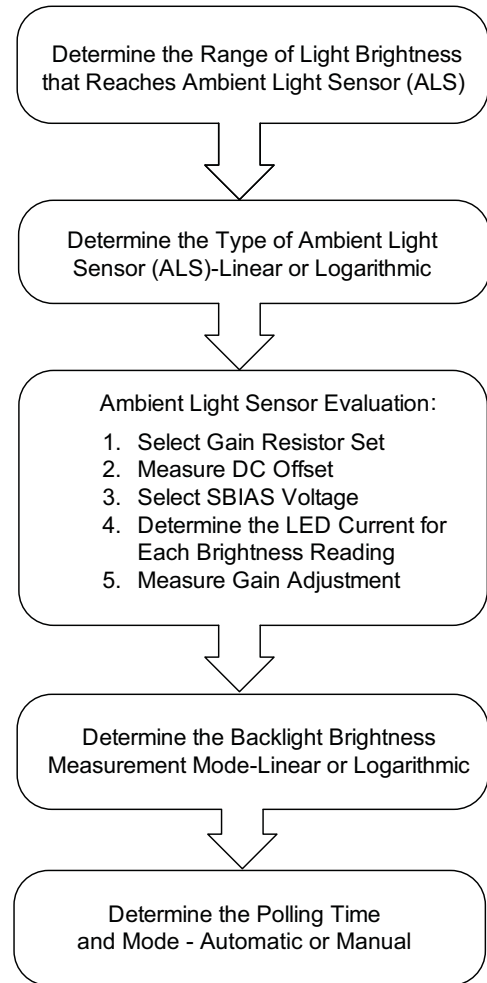 Determine the Range of Light Brightness
that Reaches Ambient Light Sensor (ALS)
Determine the Type of Ambient Light
Sensor (ALS)-Linear or Logarithmic
Ambient Light Sensor Evaluation:
1. Select Gain Resistor Set
2. Measure DC Offset
3. Select SBIAS Voltage
4. Determine the LED Current for
Each Brightness Reading
5. Measure Gain Adjustment
Determine the Backlight Brightness
Measurement Mode-Linear or Logarithmic
Determine the Polling Time
and Mode - Automatic or Manual